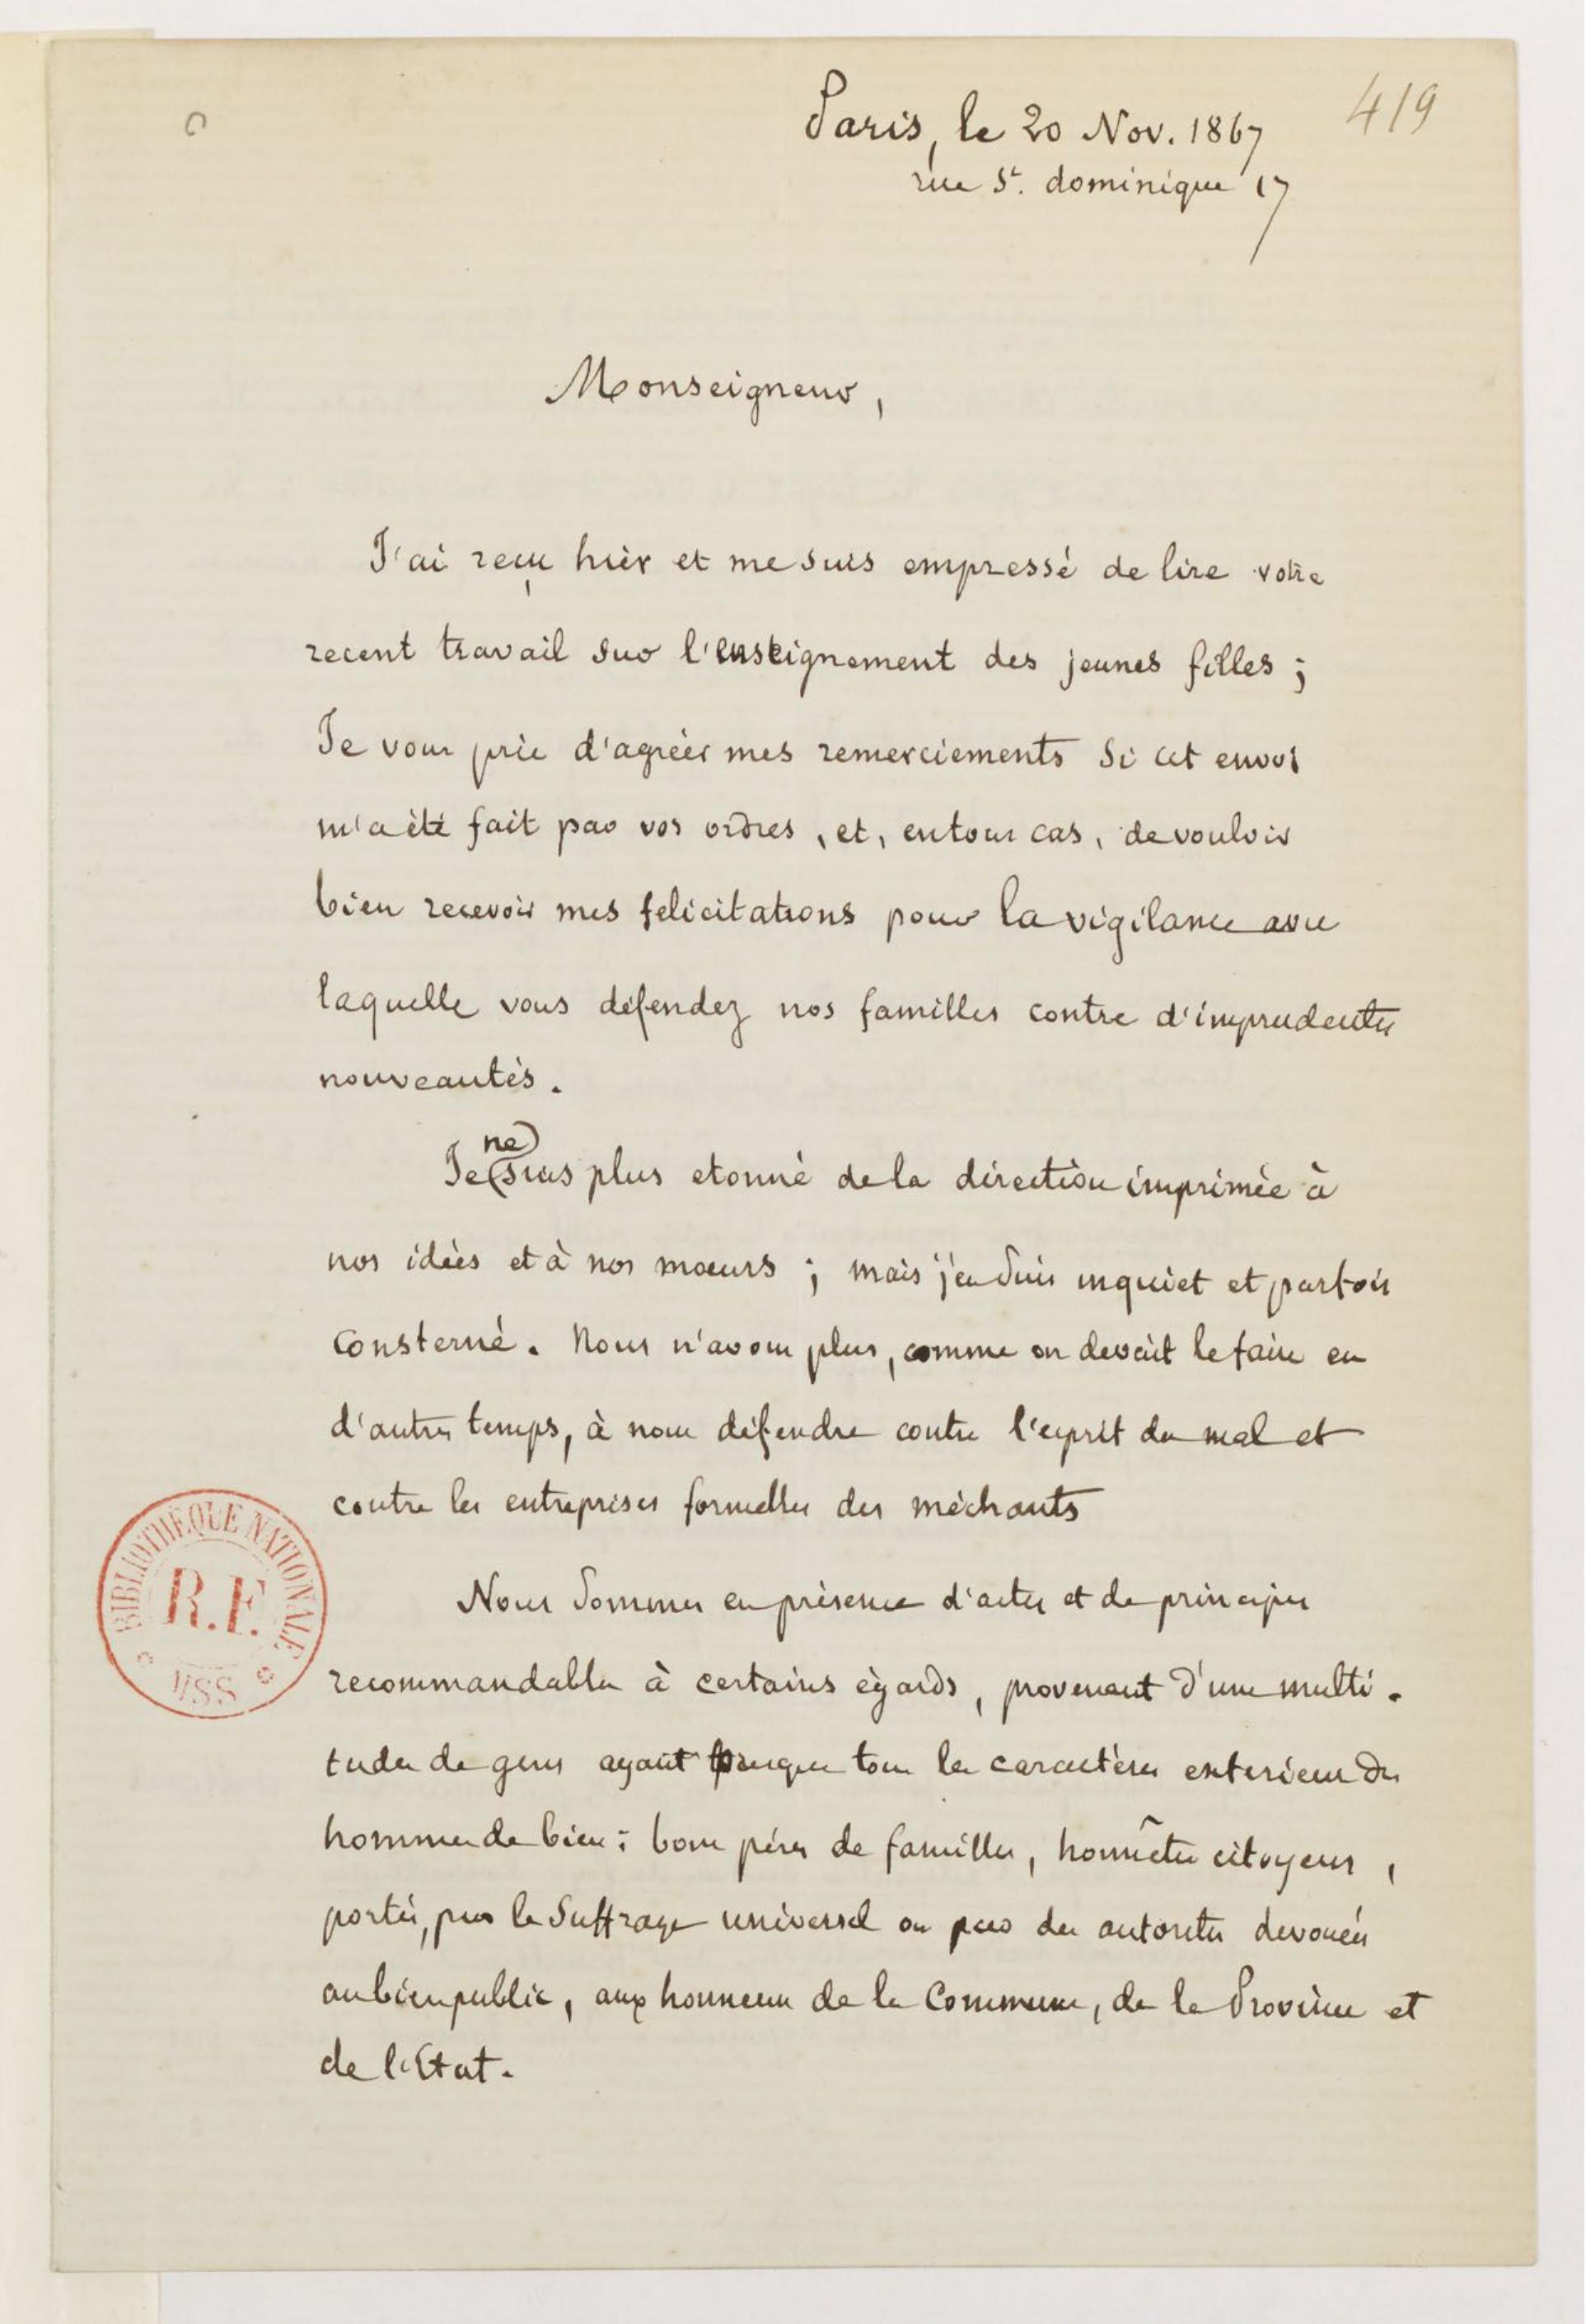 419
Paris, le 20 Nov. 1867
rue St. dominique 17
Monseigneur,
J'ai reçu hier et me suis empressé de lire votre
recent travail sur l'enseignement des jeunes filles ;
Je vous prie d'agréer mes remerciements si cet envoi
m'a été fait par vos ordres, et, en tous cas, de vouloir
bien recevoir mes felicitations pour la vigilance avec
laquelle vous défendez nos familles contre d'imprudentes
nouveautés.
Je ne suis plus etonné de la direction imprimée à
nos idées et à nos moeurs ; mais j'en suis inquiet et parfois
consterné. Nous n'avons plus, comme on devait le faire en
d'autres temps, à nous défendre contre l'esprit du mal et
contre les entreprises formelles des méchants
Nous sommes en présence d'actes et de principes
recommandables à certains égards, provenant d'une multi-
tude de gens ayant presque tous les caractères exterieurs des
hommes de bien : bons pères de familles, honnêtes citoyens,
portés, par le suffrage universel ou par des autorités devouées
au bien public, aux honneurs de la Commune, de la Province et
de l'Etat.
BIBLIOTHÈQUE NATIONALE
R.F.
MSS